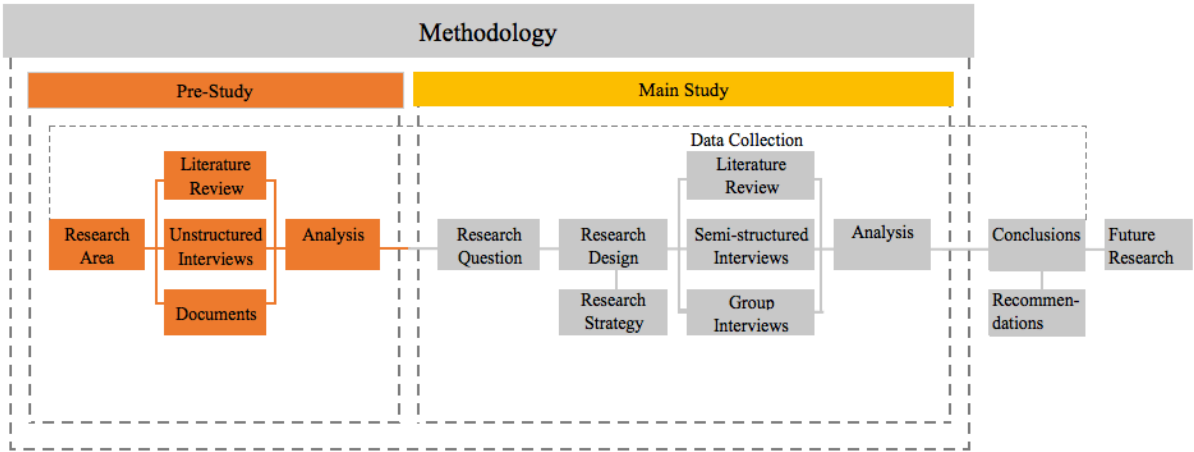 Methodology
Pre-Study
Main Study
Data Collection
Literature
Review
Literature
Review
Research
Area
Unstructured
Interviews
Analysis
Research
Question
Research
Design
Semi-structured
Interviews
Analysis
Conclusions
Future
Research
Documents
Research
Strategy
Group
Interviews
Recommen-
dations